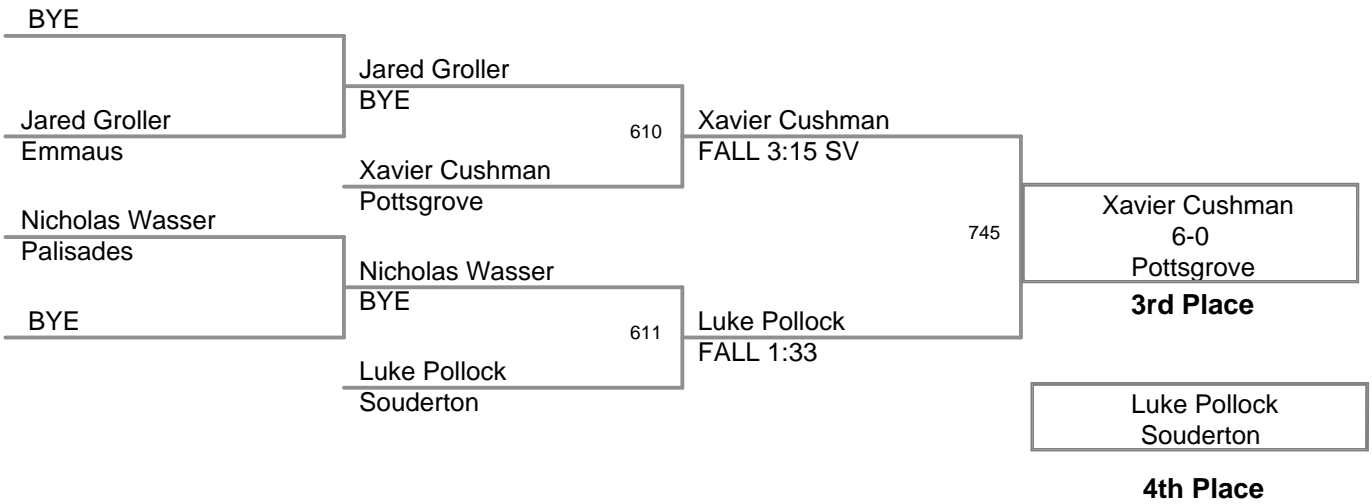 BYE
Jared Groller
BYE
Jared Groller
Emmaus
610
Xavier Cushman
FALL 3:15 SV
Xavier Cushman
Pottsgrove
Nicholas Wasser
Palisades
745
Xavier Cushman
6-0
Pottsgrove
3rd Place
Nicholas Wasser
BYE
BYE
611
Luke Pollock
FALL 1:33
Luke Pollock
Souderton
Luke Pollock
Souderton
4th Place